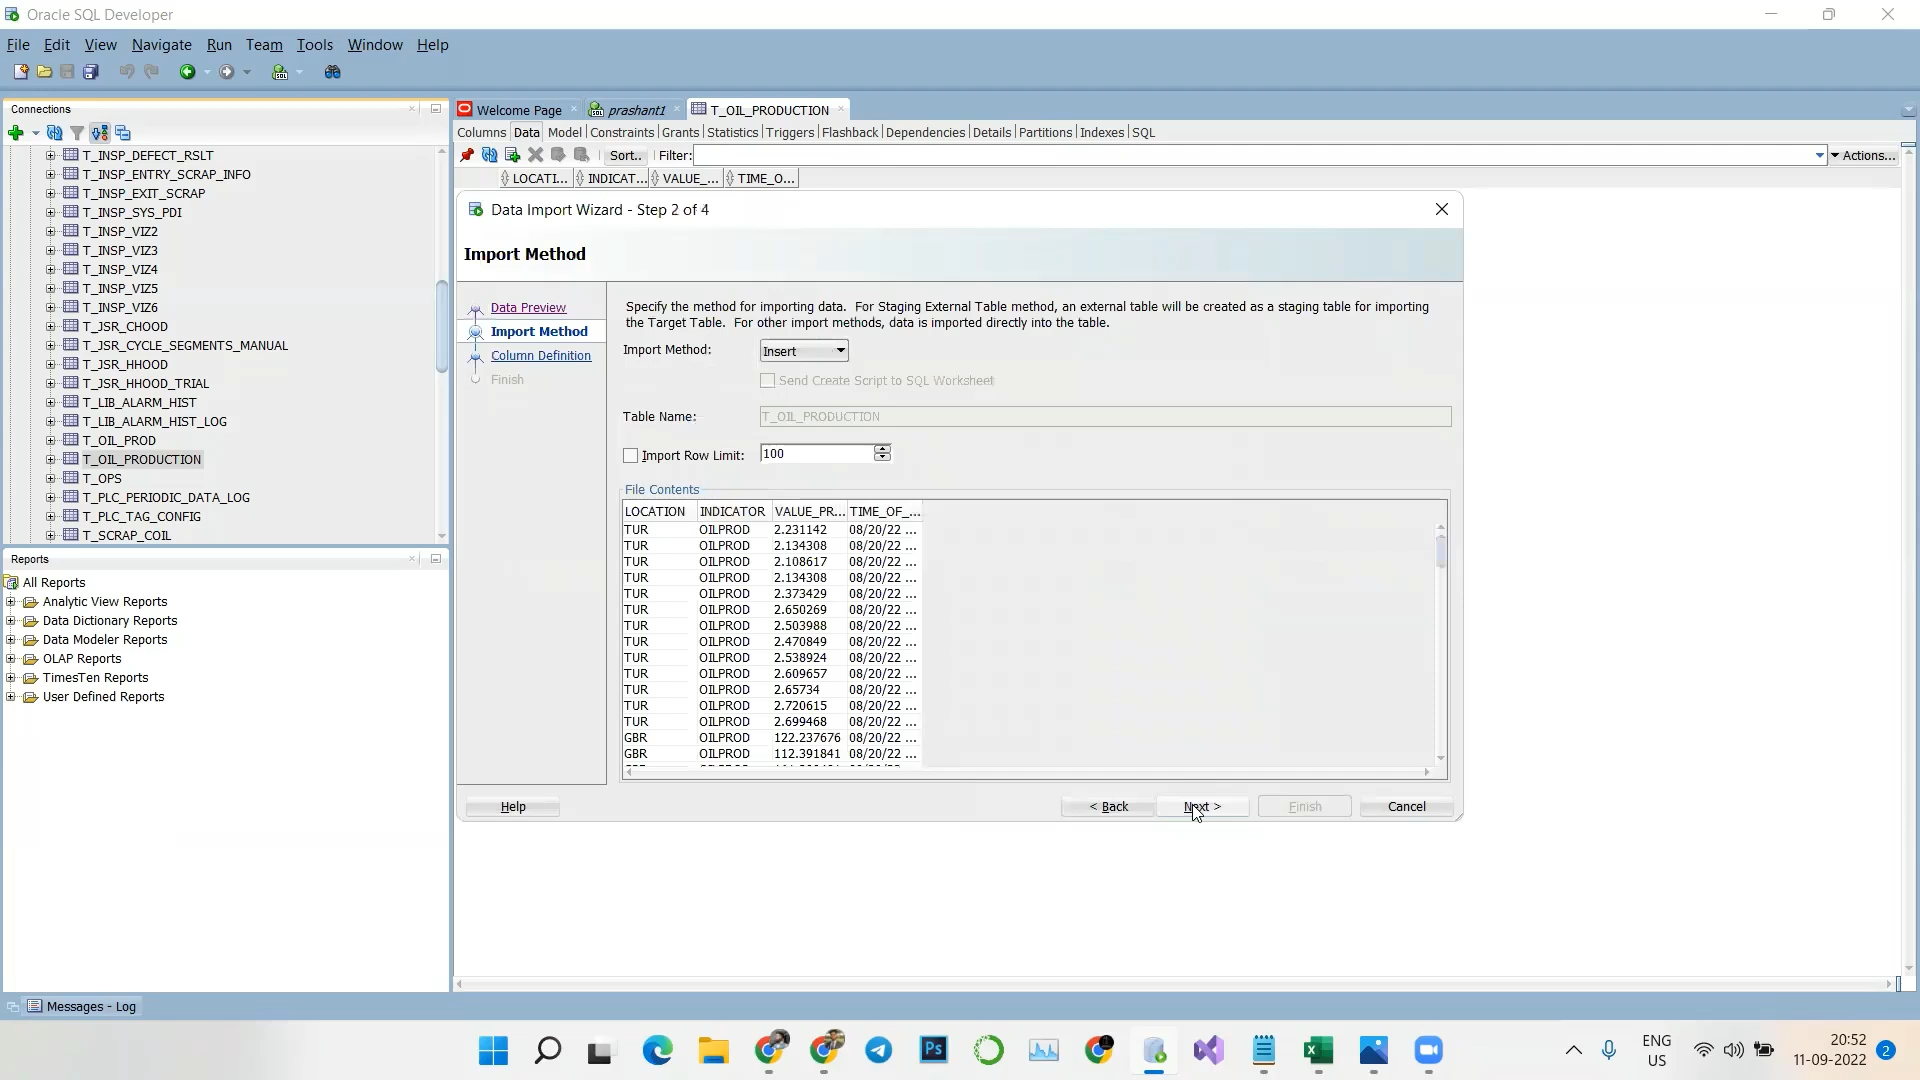 Oracle SQL Developer
File Edit View Navigate Run Team Tools Window Help
Connections
T_INSP_DEFECT_RSLT
T_INSP_ENTRY_SCRAP_INFO
T_INSP_EXIT_SCRAP
T_INSP_SYS_PDI
T_INSP_VIZ2
T_INSP_VIZ3
T_INSP_VIZ4
T_INSP_VIZ5
T_INSP_VIZ6
T_JSR_CHOOD
T_JSR_CYCLE_SEGMENTS_MANUAL
T_JSR_HHOOD
T_JSR_HHOOD_TRIAL
T_LIB_ALARM_HIST
T_LIB_ALARM_HIST_LOG
T_OIL_PROD
T_OIL_PRODUCTION
T_OPS
T_PLC_PERIODIC_DATA_LOG
T_PLC_TAG_CONFIG
T_SCRAP_COIL
Reports
All Reports
Analytic View Reports
Data Dictionary Reports
Data Modeler Reports
OLAP Reports
TimesTen Reports
User Defined Reports
Messages - Log
Welcome Page prashant1 T_OIL_PRODUCTION
Columns Data Model Constraints Grants Statistics Triggers Flashback Dependencies Details Partitions Indexes SQL
Sort.. Filter: Actions...
LOCATI... INDICAT... VALUE_... TIME_O...
Data Import Wizard - Step 2 of 4
Import Method
Data Preview
Import Method
Column Definition
Finish
Specify the method for importing data. For Staging External Table method, an external table will be created as a staging table for importing
the Target Table. For other import methods, data is imported directly into the table.
Import Method: Insert
Send Create Script to SQL Worksheet
Table Name: T_OIL_PRODUCTION
Import Row Limit: 100
File Contents
LOCATION INDICATOR VALUE_PR... TIME_OF_...
TUR OILPROD 2.231142 08/20/22 ...
TUR OILPROD 2.134308 08/20/22 ...
TUR OILPROD 2.108617 08/20/22 ...
TUR OILPROD 2.134308 08/20/22 ...
TUR OILPROD 2.373429 08/20/22 ...
TUR OILPROD 2.650269 08/20/22 ...
TUR OILPROD 2.503988 08/20/22 ...
TUR OILPROD 2.470849 08/20/22 ...
TUR OILPROD 2.538924 08/20/22 ...
TUR OILPROD 2.609657 08/20/22 ...
TUR OILPROD 2.65734 08/20/22 ...
TUR OILPROD 2.720615 08/20/22 ...
TUR OILPROD 2.699468 08/20/22 ...
GBR OILPROD 122.237676 08/20/22 ...
GBR OILPROD 112.391841 08/20/22 ...
Help < Back Next > Finish Cancel
Ps
ENG
US
20:52
11-09-2022
2